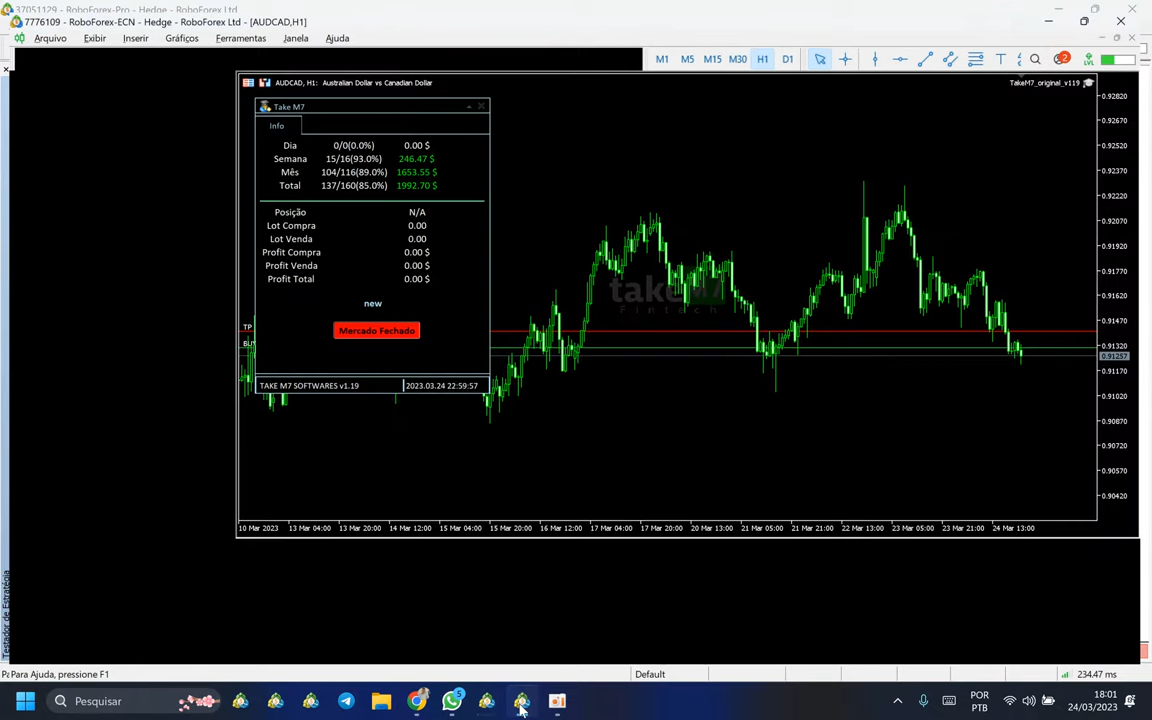 37051129 - RoboForex-Pro - Hedge - RoboForex Ltd
7776109 - RoboForex-ECN - Hedge - RoboForex Ltd - [AUDCAD,H1]
Arquivo Exibir Inserir Gráficos Ferramentas Janela Ajuda
M1 M5 M15 M30 H1 D1 T 2 LVL
AUDCAD, H1: Australian Dollar vs Canadian Dollar
TakeM7_original_v119
Take M7
Info
Dia 0/0(0.0%) 0.00 $
Semana 15/16(93.0%) 246.47 $
Mês 104/116(89.0%) 1653.55 $
Total 137/160(85.0%) 1992.70 $
Posição N/A
Lot Compra 0.00
Lot Venda 0.00
Profit Compra 0.00 $
Profit Venda 0.00 $
Profit Total 0.00 $
new
Mercado Fechado
TAKE M7 SOFTWARES v1.19 2023.03.24 22:59:57
TP
take
Fintech
0.92820
0.92670
0.92520
0.92370
0.92220
0.92070
0.91920
0.91770
0.91620
0.91470
0.91320
0.91257
0.91170
0.91020
0.90870
0.90720
0.90570
0.90420
10 Mar 2023 13 Mar 04:00 13 Mar 20:00 14 Mar 12:00 15 Mar 04:00 15 Mar 20:00 16 Mar 12:00 17 Mar 04:00 17 Mar 20:00 20 Mar 13:00 21 Mar 05:00 21 Mar 21:00 22 Mar 13:00 23 Mar 05:00 23 Mar 21:00 24 Mar 13:00
Testador de Estratégia
Para Ajuda, pressione F1 Default 234.47 ms
Pesquisar 5
POR
PTB
18:01
24/03/2023